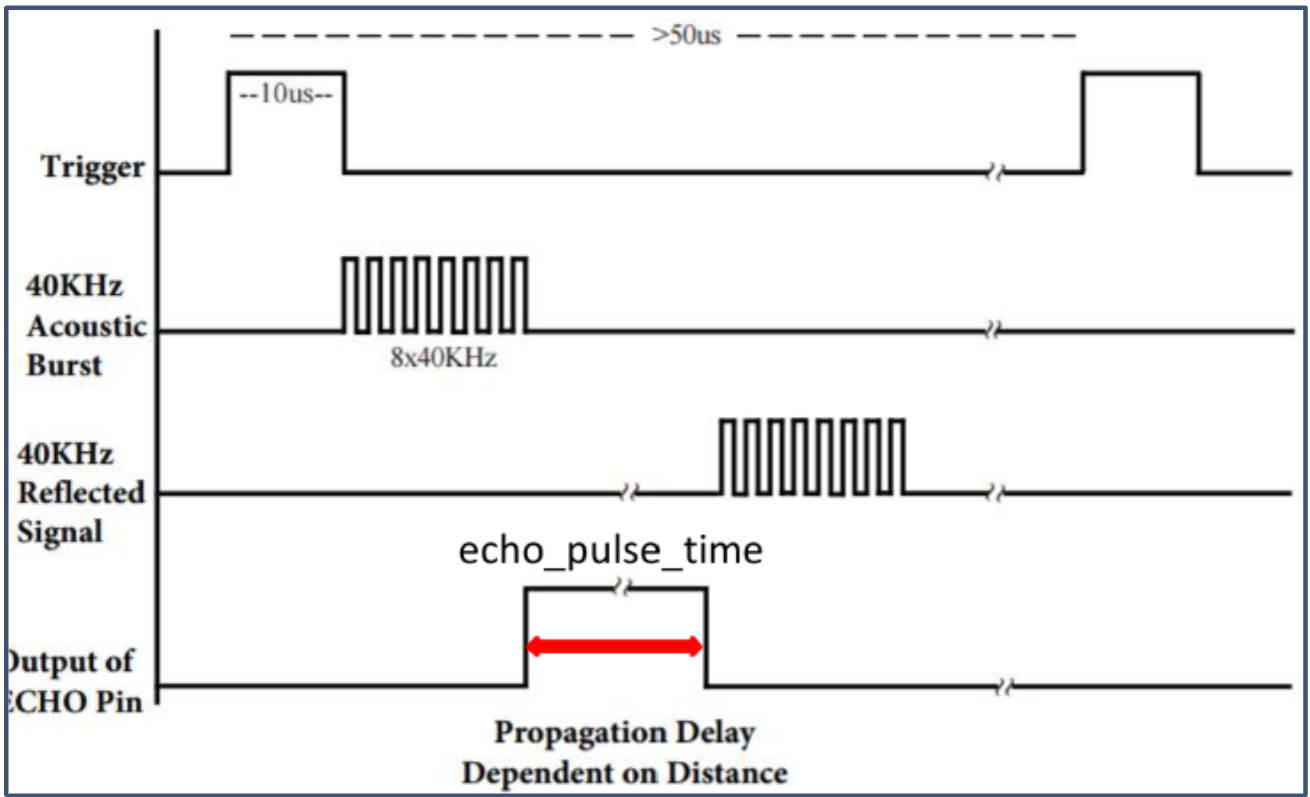 >50us
--10us--
Trigger
40KHz
Acoustic
Burst
8x40KHz
40KHz
Reflected
Signal
echo_pulse_time
Output of
ECHO Pin
Propagation Delay
Dependent on Distance